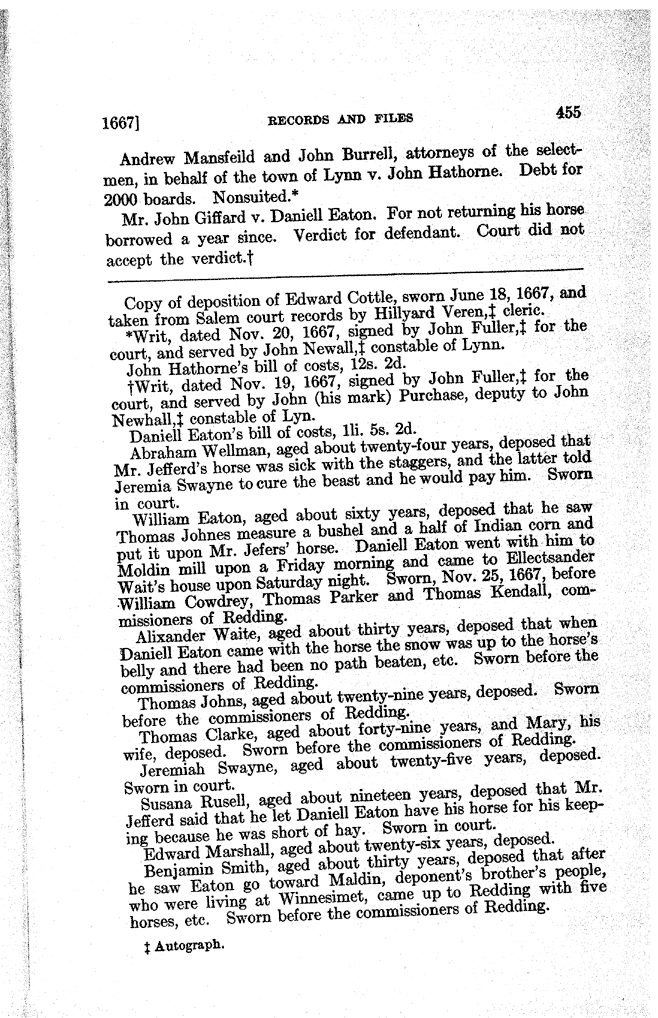 1667] RECORDS AND FILES 455
Andrew Mansfeild and John Burrell, attorneys of the select-
men, in behalf of the town of Lynn v. John Hathorne. Debt for
2000 boards. Nonsuited.*
Mr. John Giffard v. Daniell Eaton. For not returning his horse
borrowed a year since. Verdict for defendant. Court did not
accept the verdict.†
Copy of deposition of Edward Cottle, sworn June 18, 1667, and
taken from Salem court records by Hillyard Veren,‡ cleric.
*Writ, dated Nov. 20, 1667, signed by John Fuller,‡ for the
court, and served by John Newall,‡ constable of Lynn.
John Hathorne's bill of costs, 12s. 2d.
†Writ, dated Nov. 19, 1667, signed by John Fuller,‡ for the
court, and served by John (his mark) Purchase, deputy to John
Newhall,‡ constable of Lyn.
Daniell Eaton's bill of costs, 1li. 5s. 2d.
Abraham Wellman, aged about twenty-four years, deposed that
Mr. Jefferd's horse was sick with the staggers, and the latter told
Jeremia Swayne to cure the beast and he would pay him. Sworn
in court.
William Eaton, aged about sixty years, deposed that he saw
Thomas Johnes measure a bushel and a half of Indian corn and
put it upon Mr. Jefers' horse. Daniell Eaton went with him to
Moldin mill upon a Friday morning and came to Ellectsander
Wait's house upon Saturday night. Sworn, Nov. 25, 1667, before
William Cowdrey, Thomas Parker and Thomas Kendall, com-
missioners of Redding.
Alixander Waite, aged about thirty years, deposed that when
Daniell Eaton came with the horse the snow was up to the horse's
belly and there had been no path beaten, etc. Sworn before the
commissioners of Redding.
Thomas Johns, aged about twenty-nine years, deposed. Sworn
before the commissioners of Redding.
Thomas Clarke, aged about forty-nine years, and Mary, his
wife, deposed. Sworn before the commissioners of Redding.
Jeremiah Swayne, aged about twenty-five years, deposed.
Sworn in court.
Susana Rusell, aged about nineteen years, deposed that Mr.
Jefferd said that he let Daniell Eaton have his horse for his keep-
ing because he was short of hay. Sworn in court.
Edward Marshall, aged about twenty-six years, deposed.
Benjamin Smith, aged about thirty years, deposed that after
he saw Eaton go toward Maldin, deponent's brother's people,
who were living at Winnesimet, came up to Redding with five
horses, etc. Sworn before the commissioners of Redding.
‡ Autograph.